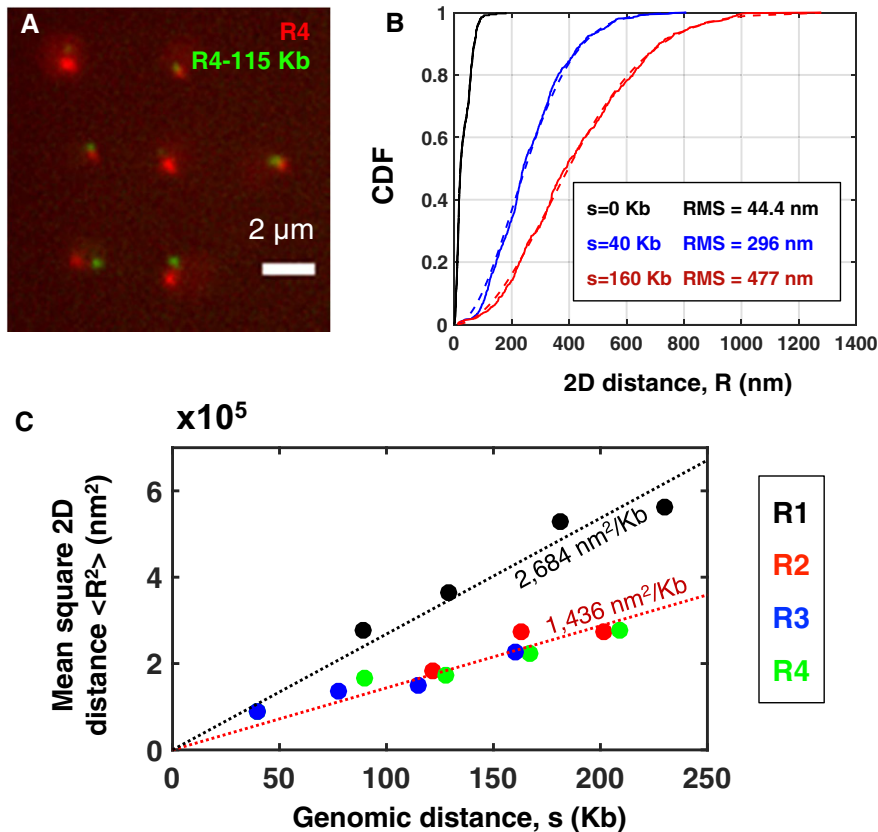 A
R4
R4-115 Kb
2 µm
B
CDF
1
0.8
0.6
0.4
0.2
0
s=0 Kb RMS = 44.4 nm
s=40 Kb RMS = 296 nm
s=160 Kb RMS = 477 nm
0 200 400 600 800 1000 1200 1400
2D distance, R (nm)
C
x10⁵
Mean square 2D
distance <R²> (nm²)
6
4
2
0
2,684 nm²/Kb
1,436 nm²/Kb
0 50 100 150 200 250
Genomic distance, s (Kb)
R1
R2
R3
R4